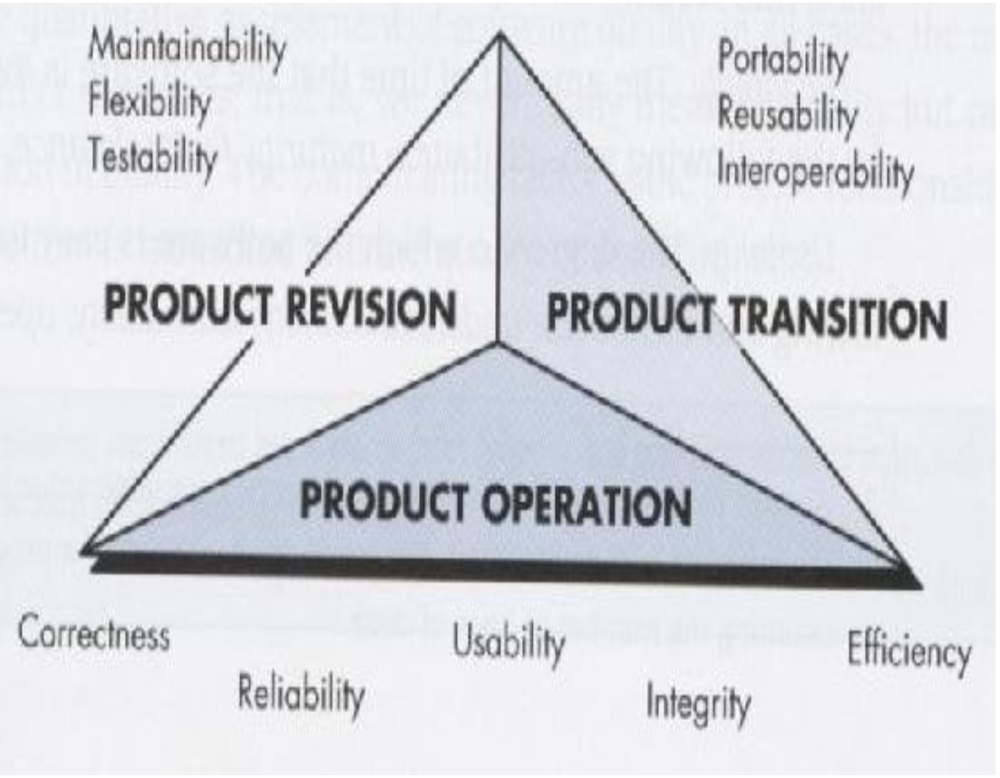 Maintainability
Flexibility
Testability
Portability
Reusability
Interoperability
PRODUCT REVISION
PRODUCT TRANSITION
PRODUCT OPERATION
Correctness
Reliability
Usability
Integrity
Efficiency